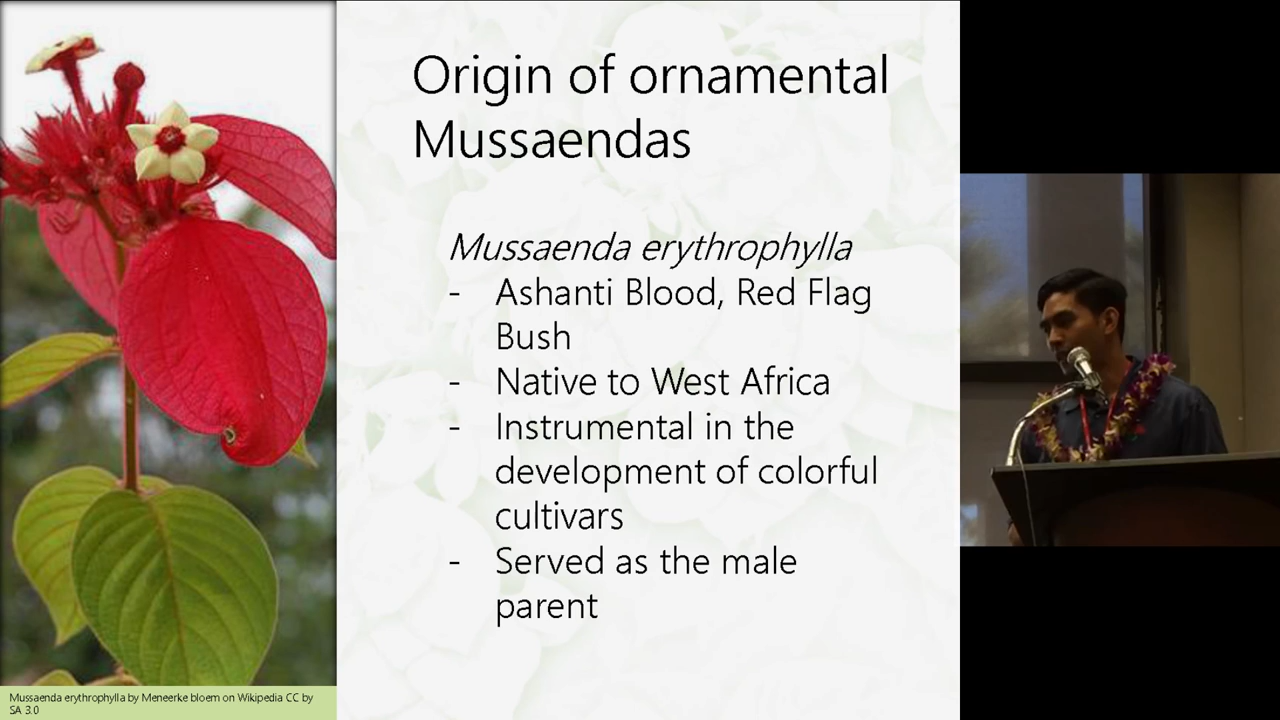 Origin of ornamental
Mussaendas
Mussaenda erythrophylla
- Ashanti Blood, Red Flag
Bush
- Native to West Africa
- Instrumental in the
development of colorful
cultivars
- Served as the male
parent
Mussaenda erythrophylla by Meneerke bloem on Wikipedia CC by
SA 3.0